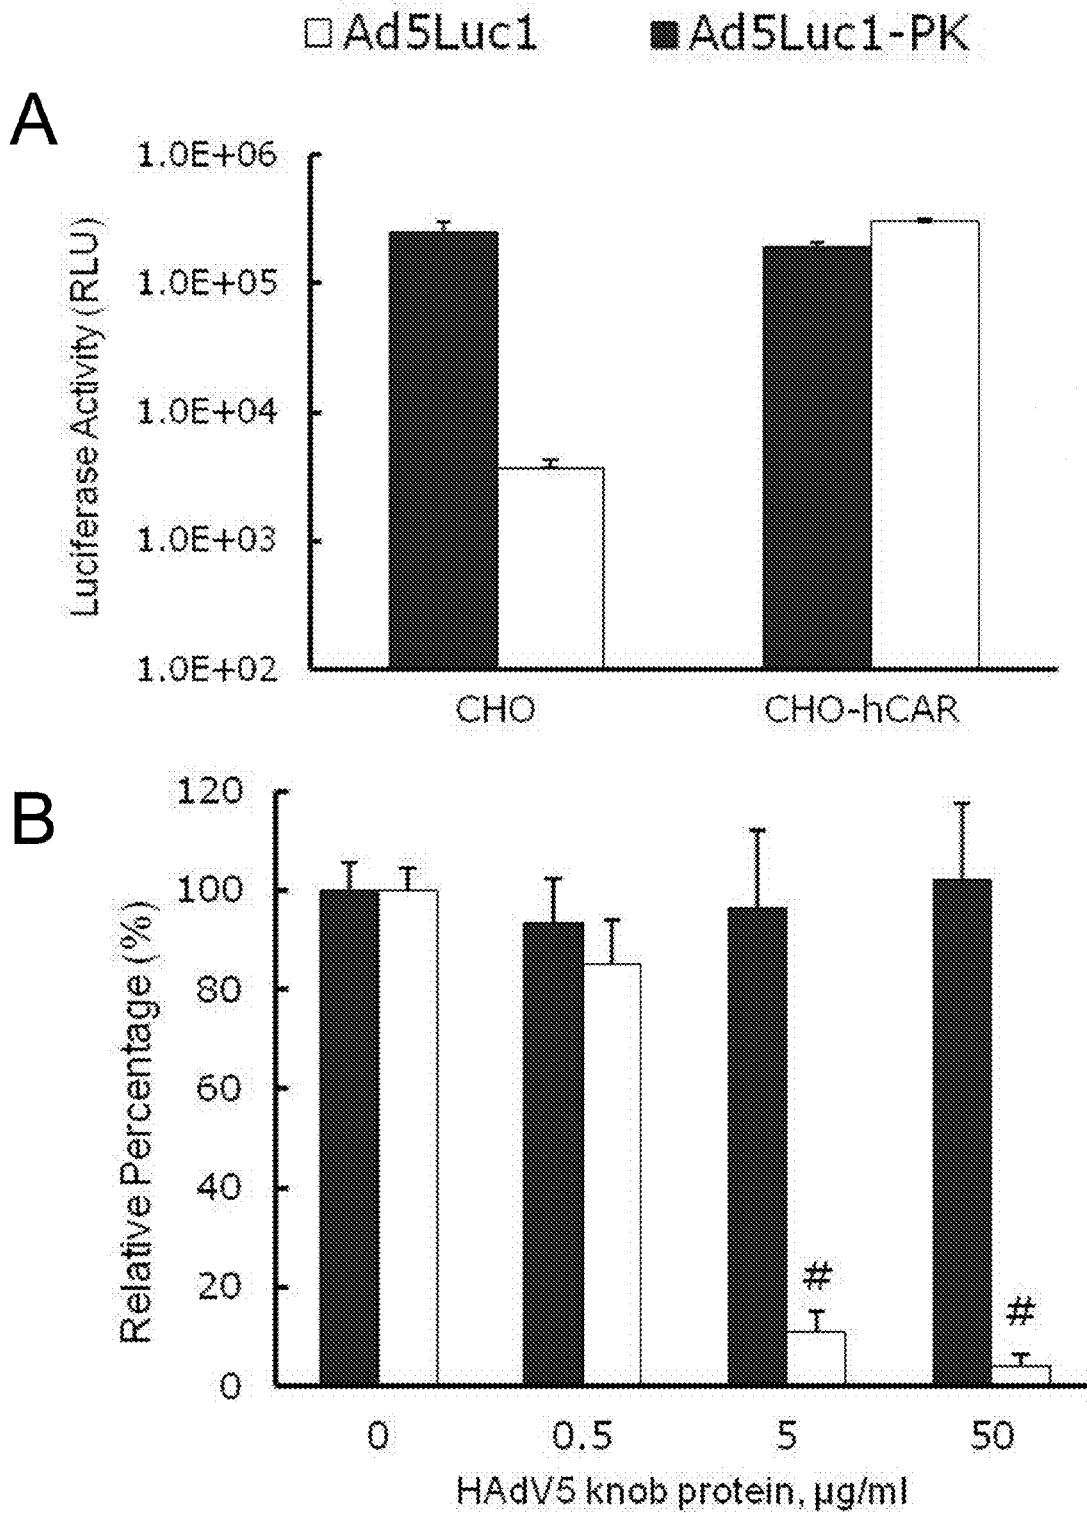 Ad5Luc1 Ad5Luc1-PK
A
1.0E+06
1.0E+05
1.0E+04
1.0E+03
1.0E+02
Luciferase Activity (RLU)
CHO CHO-hCAR
B
120
100
80
60
40
20
0
Relative Percentage (%)
# #
0 0.5 5 50
HAdV5 knob protein, µg/ml